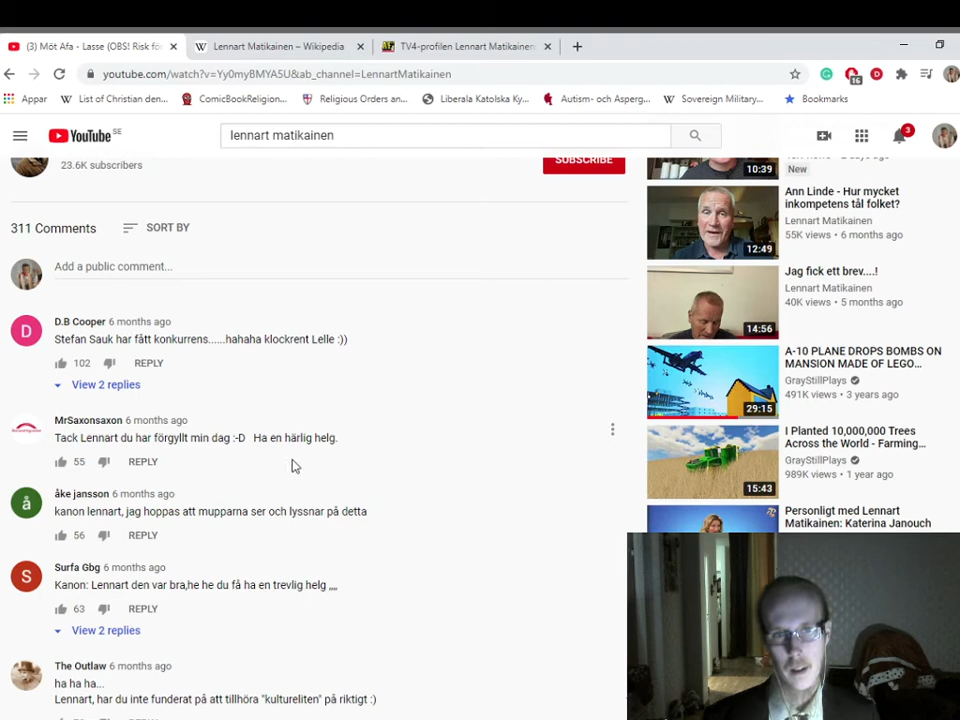 (3) Möt Afa - Lasse (OBS! Risk fö
Lennart Matikainen – Wikipedia
TV4-profilen Lennart Matikainen
youtube.com/watch?v=Yy0myBMYA5U&ab_channel=LennartMatikainen
16
Appar
List of Christian den...
ComicBookReligion...
Religious Orders an...
Liberala Katolska Ky...
Autism- och Asperg...
Sovereign Military...
Bookmarks
YouTube SE
lennart matikainen
3
23.6K subscribers
SUBSCRIBE
311 Comments
SORT BY
Add a public comment...
D
D.B Cooper 6 months ago
Stefan Sauk har fått konkurrens......hahaha klockrent Lelle :))
102 REPLY
View 2 replies
MrSaxonsaxon 6 months ago
Tack Lennart du har förgyllt min dag :-D Ha en härlig helg.
55 REPLY
å
åke jansson 6 months ago
kanon lennart, jag hoppas att mupparna ser och lyssnar på detta
56 REPLY
S
Surfa Gbg 6 months ago
Kanon: Lennart den var bra,he he du få ha en trevlig helg ,,,,
63 REPLY
View 2 replies
The Outlaw 6 months ago
ha ha ha...
Lennart, har du inte funderat på att tillhöra "kultureliten" på riktigt :)
10:39
New
12:49
Ann Linde - Hur mycket
inkompetens tål folket?
Lennart Matikainen
55K views • 6 months ago
14:56
Jag fick ett brev....!
Lennart Matikainen
40K views • 5 months ago
29:15
A-10 PLANE DROPS BOMBS ON
MANSION MADE OF LEGO...
GrayStillPlays
491K views • 3 years ago
15:43
I Planted 10,000,000 Trees
Across the World - Farming...
GrayStillPlays
989K views • 1 year ago
Personligt med Lennart
Matikainen: Katerina Janouch